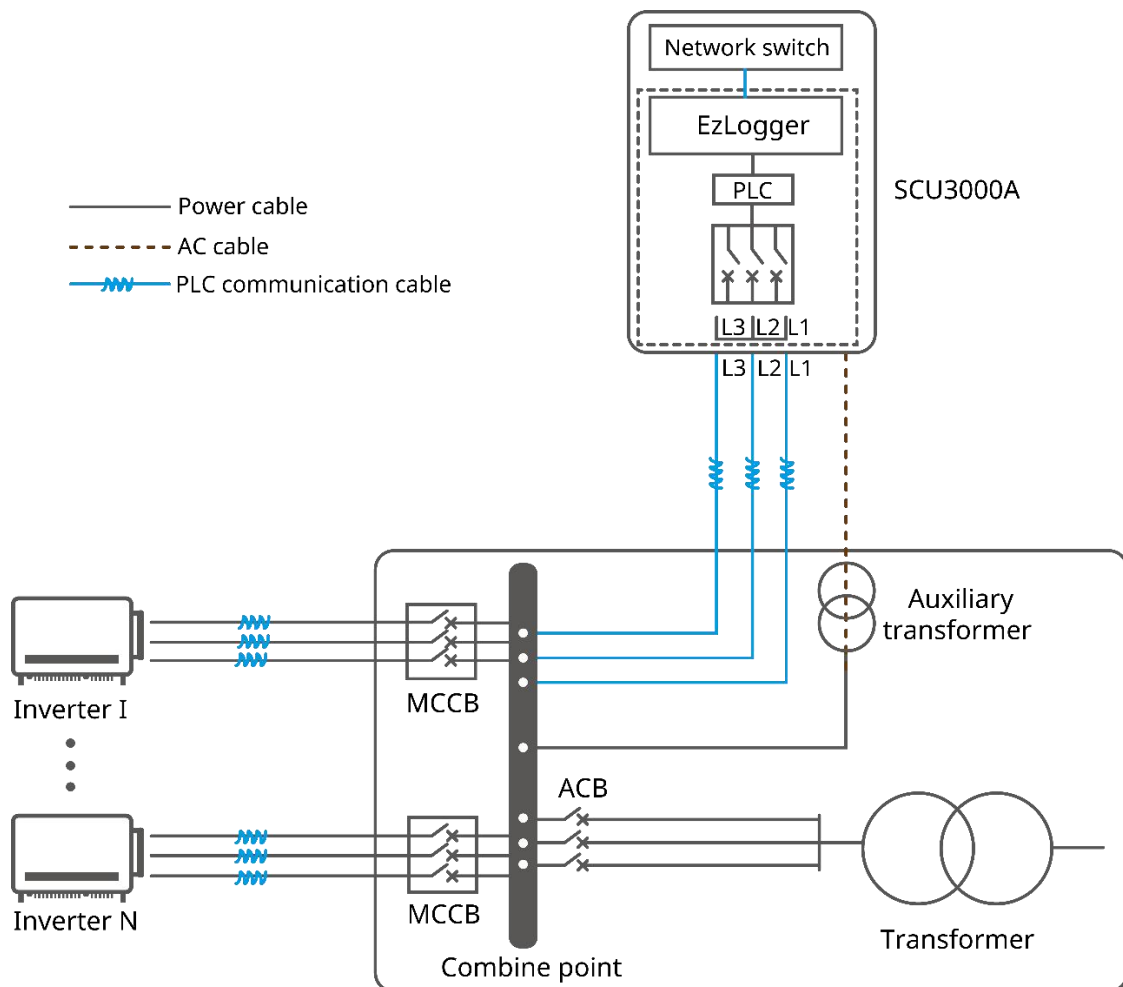 Network switch
EzLogger
PLC
SCU3000A
Power cable
AC cable
PLC communication cable
L3 L2 L1
L3 L2 L1
Auxiliary
transformer
MCCB
Inverter I
ACB
MCCB
Inverter N
Transformer
Combine point